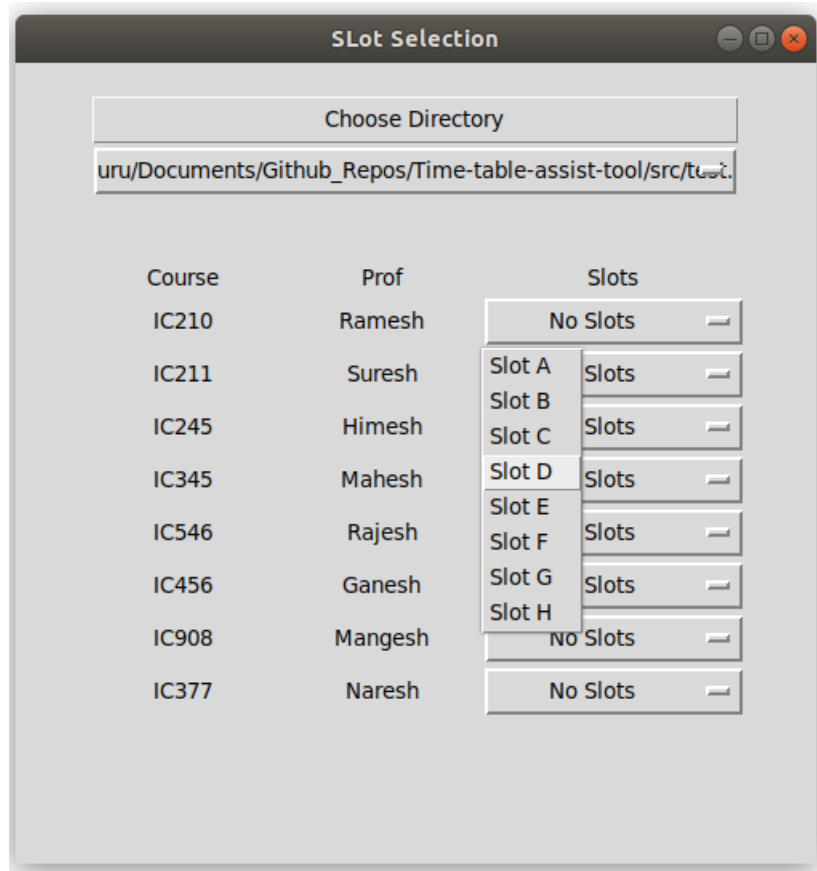 SLot Selection
Choose Directory
uru/Documents/Github_Repos/Time-table-assist-tool/src/test.
Course Prof Slots
IC210 Ramesh No Slots
Slot A
Slot B
Slot C
Slot D
Slot E
Slot F
Slot G
Slot H
IC211 Suresh Slots
IC245 Himesh Slots
IC345 Mahesh Slots
IC546 Rajesh Slots
IC456 Ganesh Slots
IC908 Mangesh No Slots
IC377 Naresh No Slots